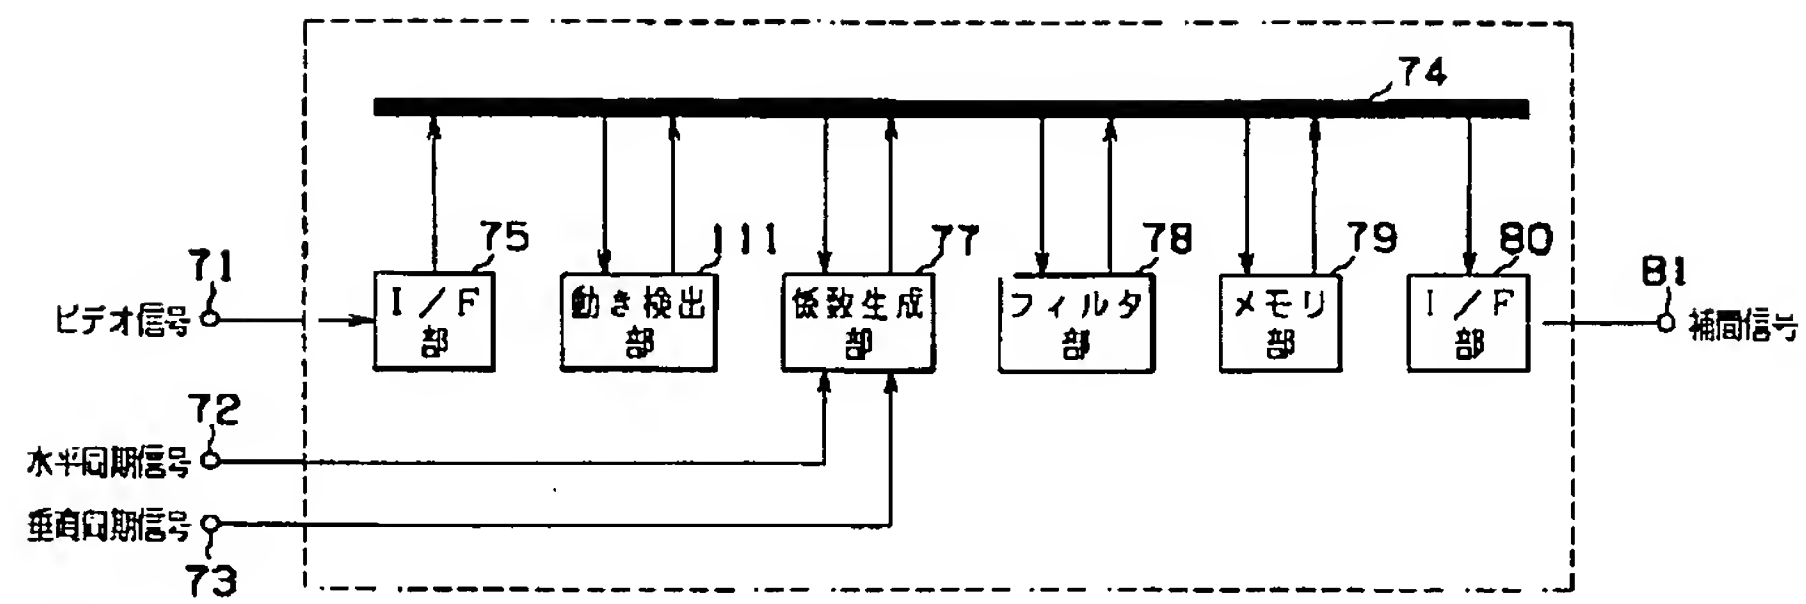 74
75
111
77
78
79
80
71
81
ビデオ信号
I/F
部
動き検出
部
係数生成
部
フィルタ
部
メモリ
部
I/F
部
補間信号
72
水平同期信号
垂直同期信号
73